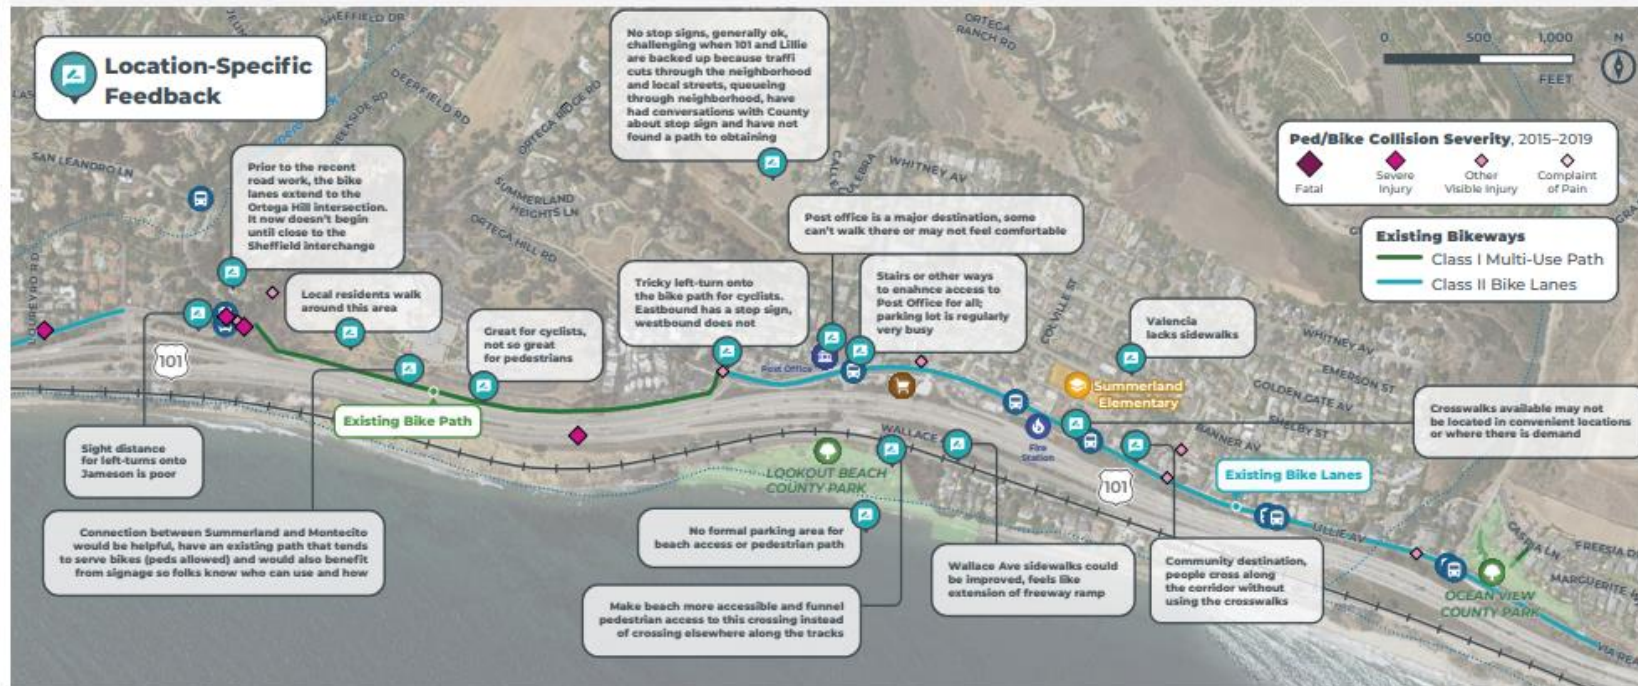 Location-Specific
Feedback
SHEFFIELD DR
DEERFIELD RD
ORTEGA RIDGE RD
ORTEGA
RANCH RD
SAN LEANDRO LN
SUMMERLAND
HEIGHTS LN
ORTEGA HILL RD
WHITNEY AV
0 500 1,000
FEET
N
Ped/Bike Collision Severity, 2015–2019
Fatal
Severe
Injury
Other
Visible Injury
Complaint
of Pain
Existing Bikeways
Class I Multi-Use Path
Class II Bike Lanes
No stop signs, generally ok,
challenging when 101 and Lillie
are backed up because traffi
cuts through the neighborhood
and local streets, queueing
through neighborhood, have
had conversations with County
about stop sign and have not
found a path to obtaining
Prior to the recent
road work, the bike
lanes extend to the
Ortega Hill intersection.
It now doesn't begin
until close to the
Sheffield interchange
Post office is a major destination, some
can't walk there or may not feel comfortable
Local residents walk
around this area
Great for cyclists,
not so great
for pedestrians
Tricky left-turn onto
the bike path for cyclists.
Eastbound has a stop sign,
westbound does not
Stairs or other ways
to enahnce access to
Post Office for all;
parking lot is regularly
very busy
Valencia
lacks sidewalks
COLVILLE ST
WHITNEY AV
EMERSON ST
GOLDEN GATE AV
SHELBY ST
BANNER AV
101
Post Office
Summerland
Elementary
Crosswalks available may not
be located in convenient locations
or where there is demand
Existing Bike Path
Fire
Station
WALLACE
LOOKOUT BEACH
COUNTY PARK
101
Existing Bike Lanes
LILLIE AV
Sight distance
for left-turns onto
Jameson is poor
Connection between Summerland and Montecito
would be helpful, have an existing path that tends
to serve bikes (peds allowed) and would also benefit
from signage so folks know who can use and how
No formal parking area for
beach access or pedestrian path
Make beach more accessible and funnel
pedestrian access to this crossing instead
of crossing elsewhere along the tracks
Wallace Ave sidewalks could
be improved, feels like
extension of freeway ramp
Community destination,
people cross along
the corridor without
using the crosswalks
OCEAN VIEW
COUNTY PARK